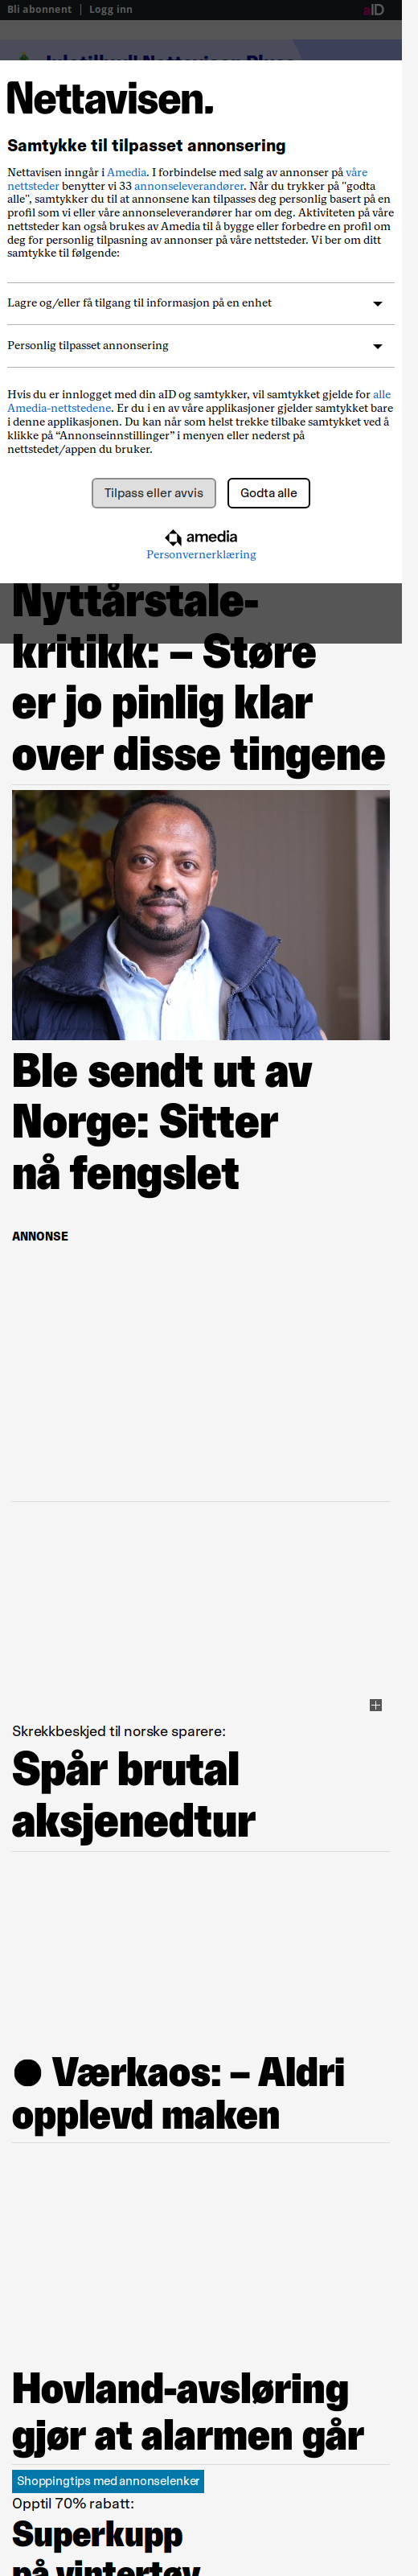 Bli abonnent | Logg inn
aID
Nettavisen.
Samtykke til tilpasset annonsering
Nettavisen inngår i Amedia. I forbindelse med salg av annonser på våre
nettsteder benytter vi 33 annonseleverandører. Når du trykker på "godta
alle", samtykker du til at annonsene kan tilpasses deg personlig basert på en
profil som vi eller våre annonseleverandører har om deg. Aktiviteten på våre
nettsteder kan også brukes av Amedia til å bygge eller forbedre en profil om
deg for personlig tilpasning av annonser på våre nettsteder. Vi ber om ditt
samtykke til følgende:
Lagre og/eller få tilgang til informasjon på en enhet
Personlig tilpasset annonsering
Hvis du er innlogget med din aID og samtykker, vil samtykket gjelde for alle
Amedia-nettstedene. Er du i en av våre applikasjoner gjelder samtykket bare
i denne applikasjonen. Du kan når som helst trekke tilbake samtykket ved å
klikke på “Annonseinnstillinger” i menyen eller nederst på
nettstedet/appen du bruker.
Tilpass eller avvis
Godta alle
amedia
Personvernerklæring
Nyttårstale-
kritikk: – Støre
er jo pinlig klar
over disse tingene
Ble sendt ut av
Norge: Sitter
nå fengslet
ANNONSE
Skrekkbeskjed til norske sparere:
Spår brutal
aksjenedtur
● Værkaos: – Aldri
opplevd maken
Hovland-avsløring
gjør at alarmen går
Shoppingtips med annonselenker
Opptil 70% rabatt:
Superkupp
på vintertøy